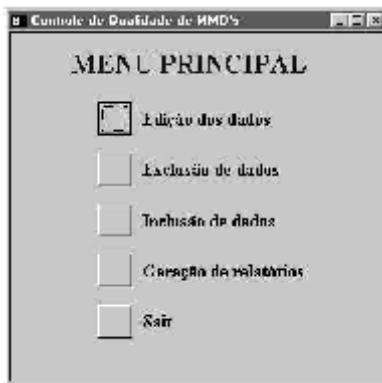 Controle de Qualidade de MMD's
MENU PRINCIPAL
Edição dos dados
Exclusão de dados
Inclusão de dados
Geração de relatórios
Sair